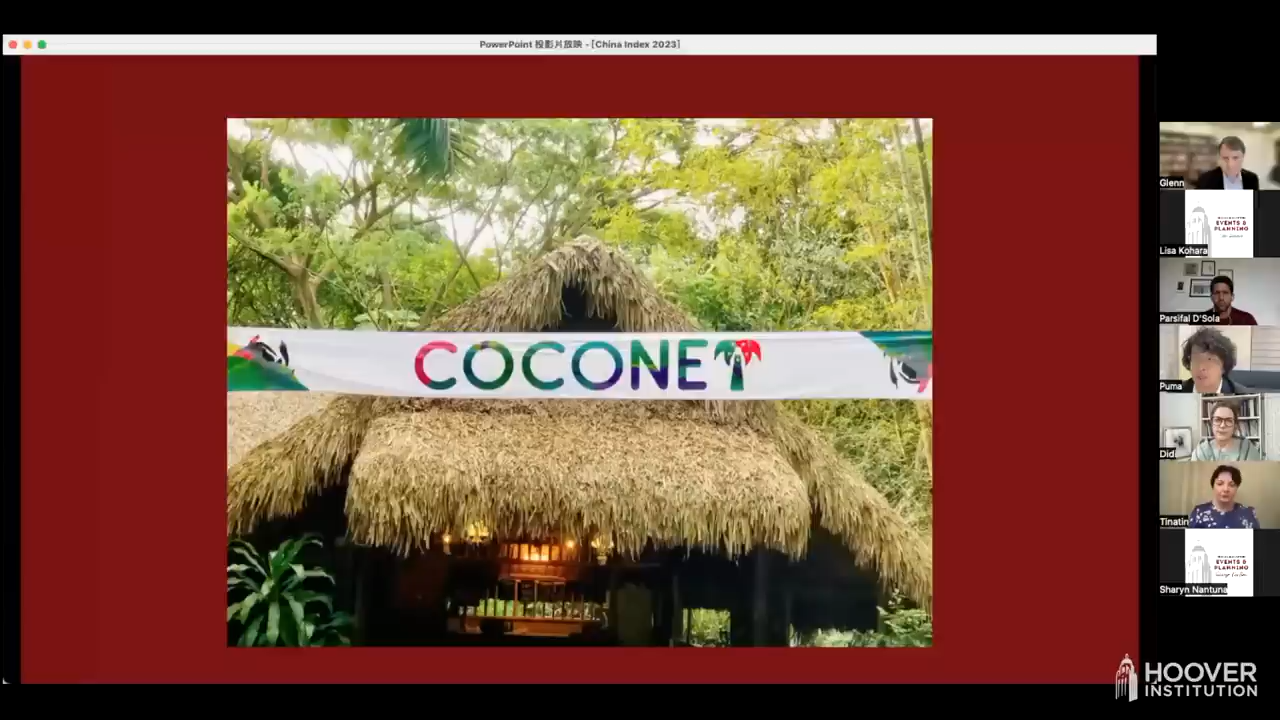 PowerPoint 投影片放映 - [China Index 2023]
COCONET
Glenn
EVENTS &
PLANNING
Lisa Kohara
Parsifal D'Sola
Puma
Didi
Tinatin
EVENTS &
PLANNING
Sharyn Nantuna
HOOVER
INSTITUTION